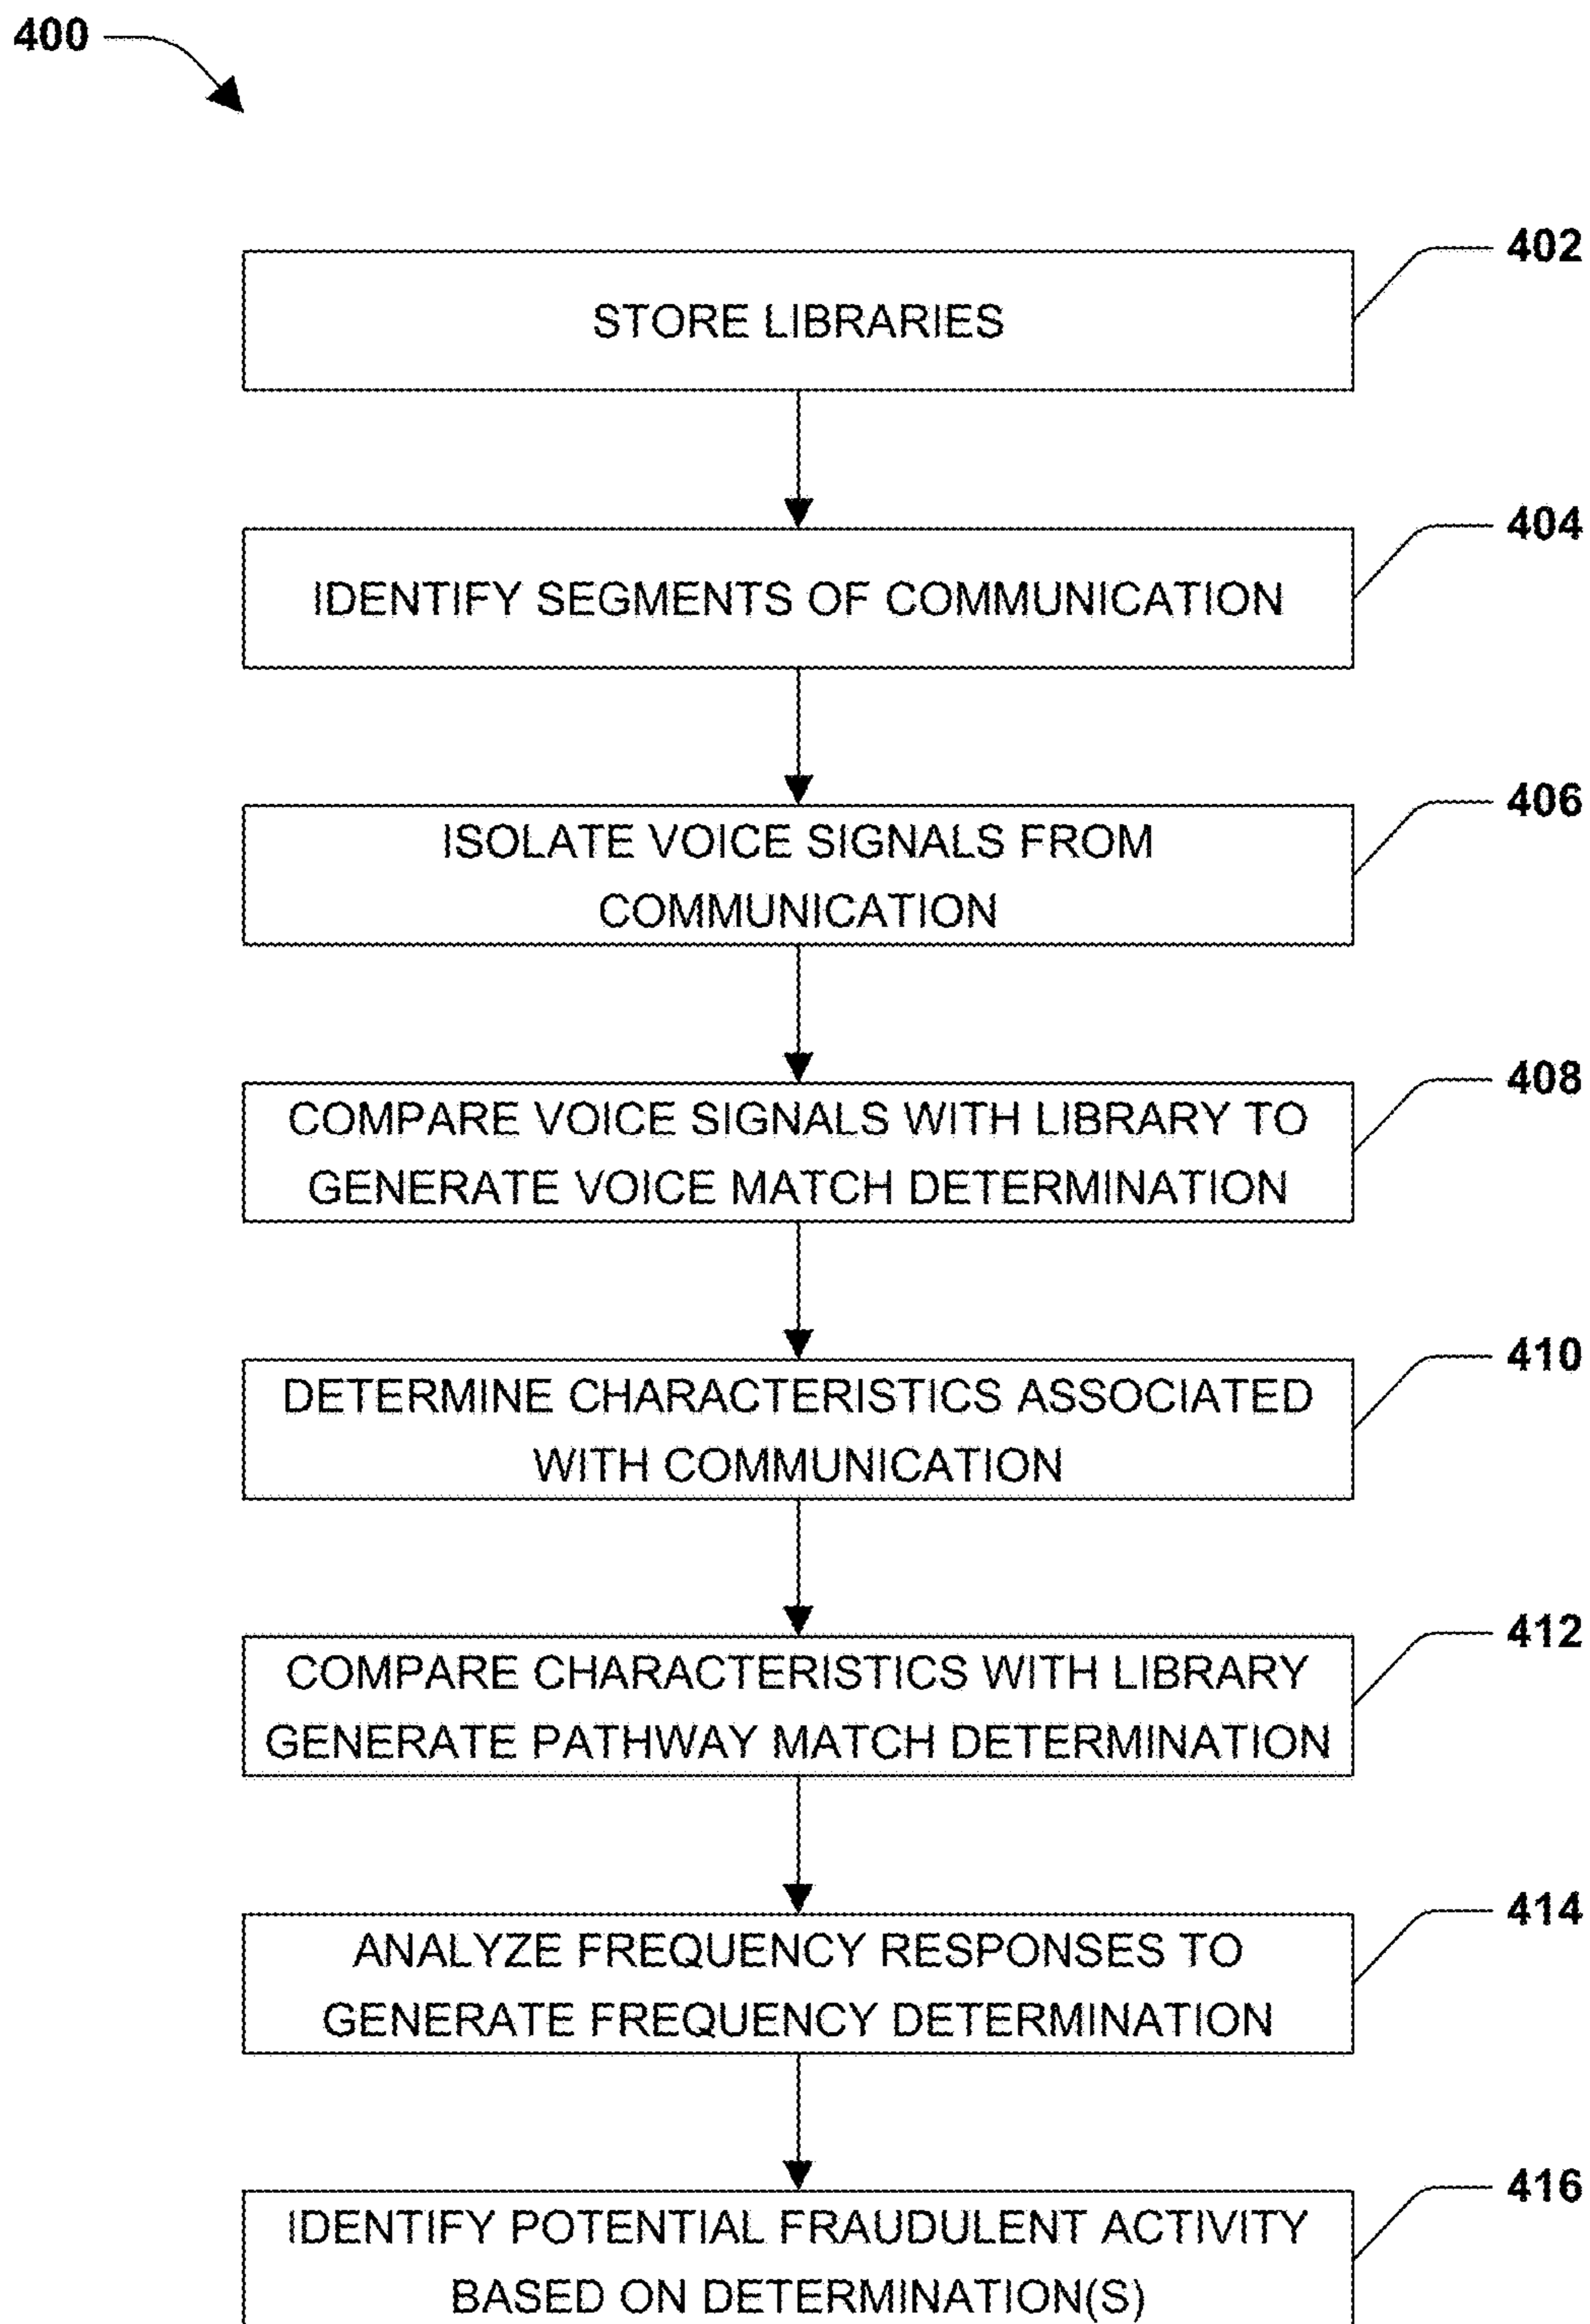 400
402
STORE LIBRARIES
404
IDENTIFY SEGMENTS OF COMMUNICATION
406
ISOLATE VOICE SIGNALS FROM
COMMUNICATION
408
COMPARE VOICE SIGNALS WITH LIBRARY TO
GENERATE VOICE MATCH DETERMINATION
410
DETERMINE CHARACTERISTICS ASSOCIATED
WITH COMMUNICATION
412
COMPARE CHARACTERISTICS WITH LIBRARY
GENERATE PATHWAY MATCH DETERMINATION
414
ANALYZE FREQUENCY RESPONSES TO
GENERATE FREQUENCY DETERMINATION
416
IDENTIFY POTENTIAL FRAUDULENT ACTIVITY
BASED ON DETERMINATION(S)